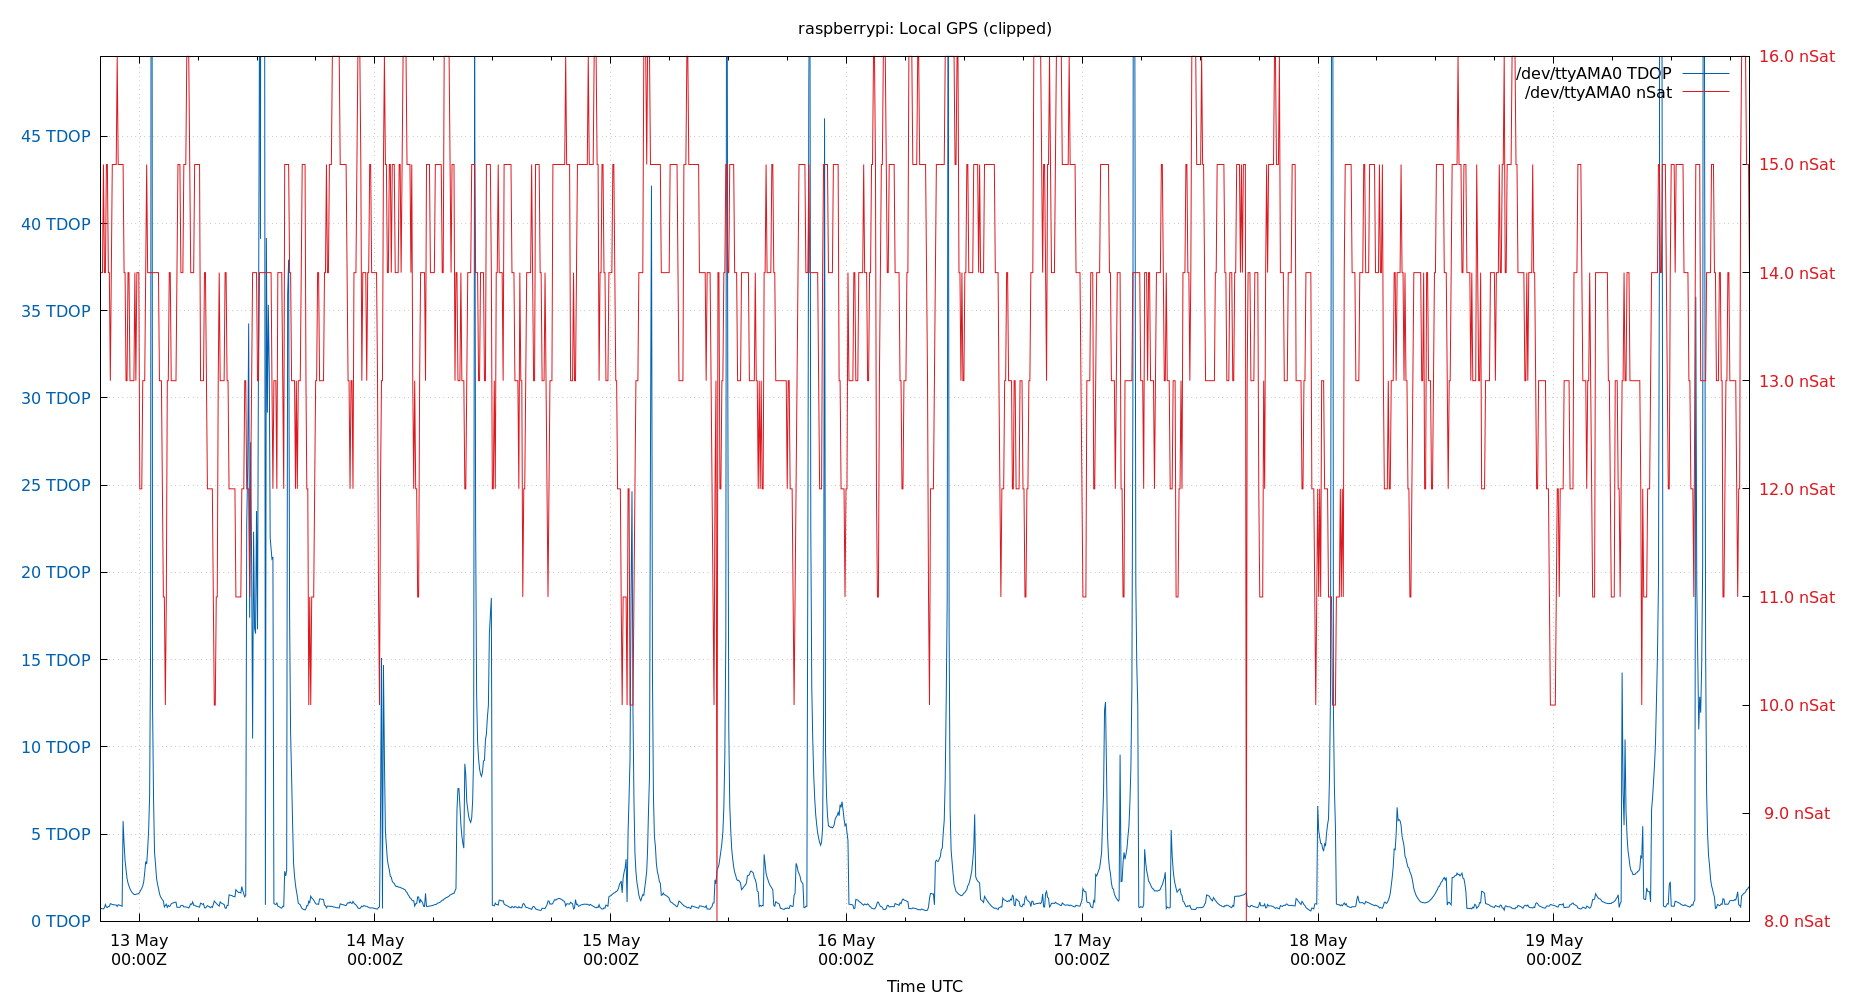 raspberrypi: Local GPS (clipped)
16.0 nSat
/dev/ttyAMA0 TDOP
/dev/ttyAMA0 nSat
45 TDOP
15.0 nSat
40 TDOP
14.0 nSat
35 TDOP
13.0 nSat
30 TDOP
25 TDOP
12.0 nSat
20 TDOP
11.0 nSat
15 TDOP
10.0 nSat
10 TDOP
9.0 nSat
5 TDOP
0 TDOP
8.0 nSat
13 May 14 May 15 May 16 May 17 May 18 May 19 May
00:00Z 00:00Z 00:00Z 00:00Z 00:00Z 00:00Z 00:00Z
Time UTC